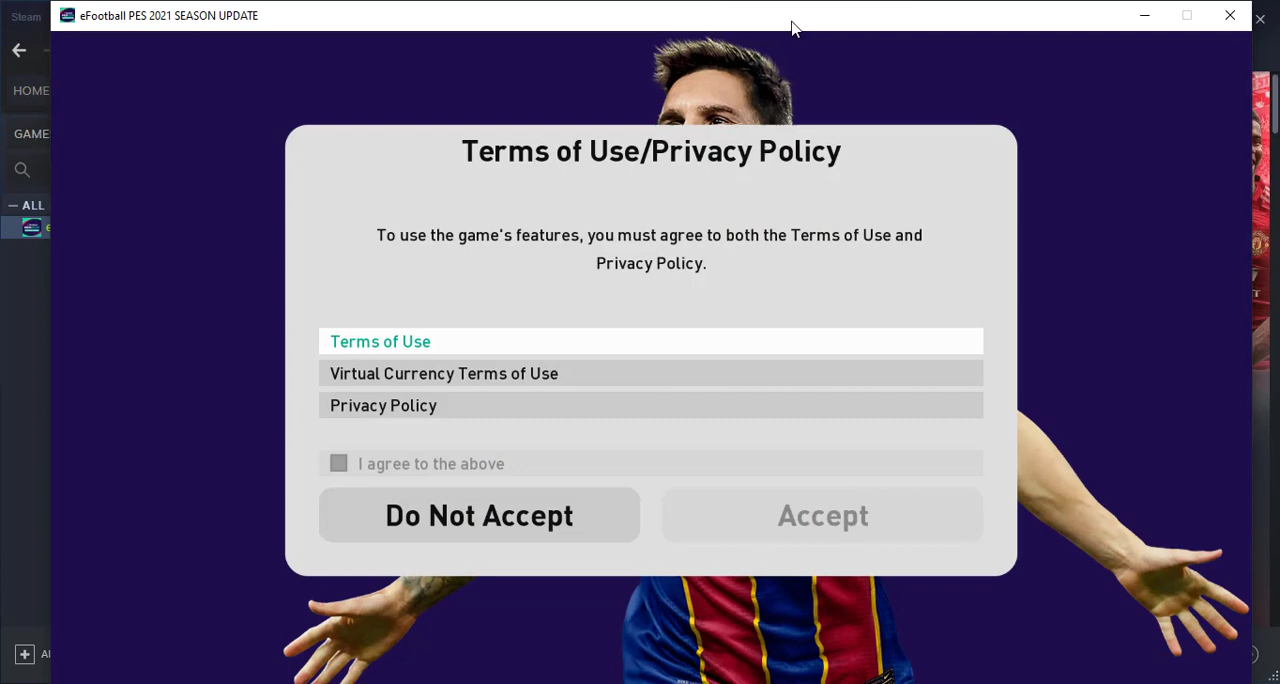 Steam
eFootball PES 2021 SEASON UPDATE
HOME
GAME
ALL
e
Terms of Use/Privacy Policy
To use the game's features, you must agree to both the Terms of Use and
Privacy Policy.
Terms of Use
Virtual Currency Terms of Use
Privacy Policy
I agree to the above
Do Not Accept
Accept